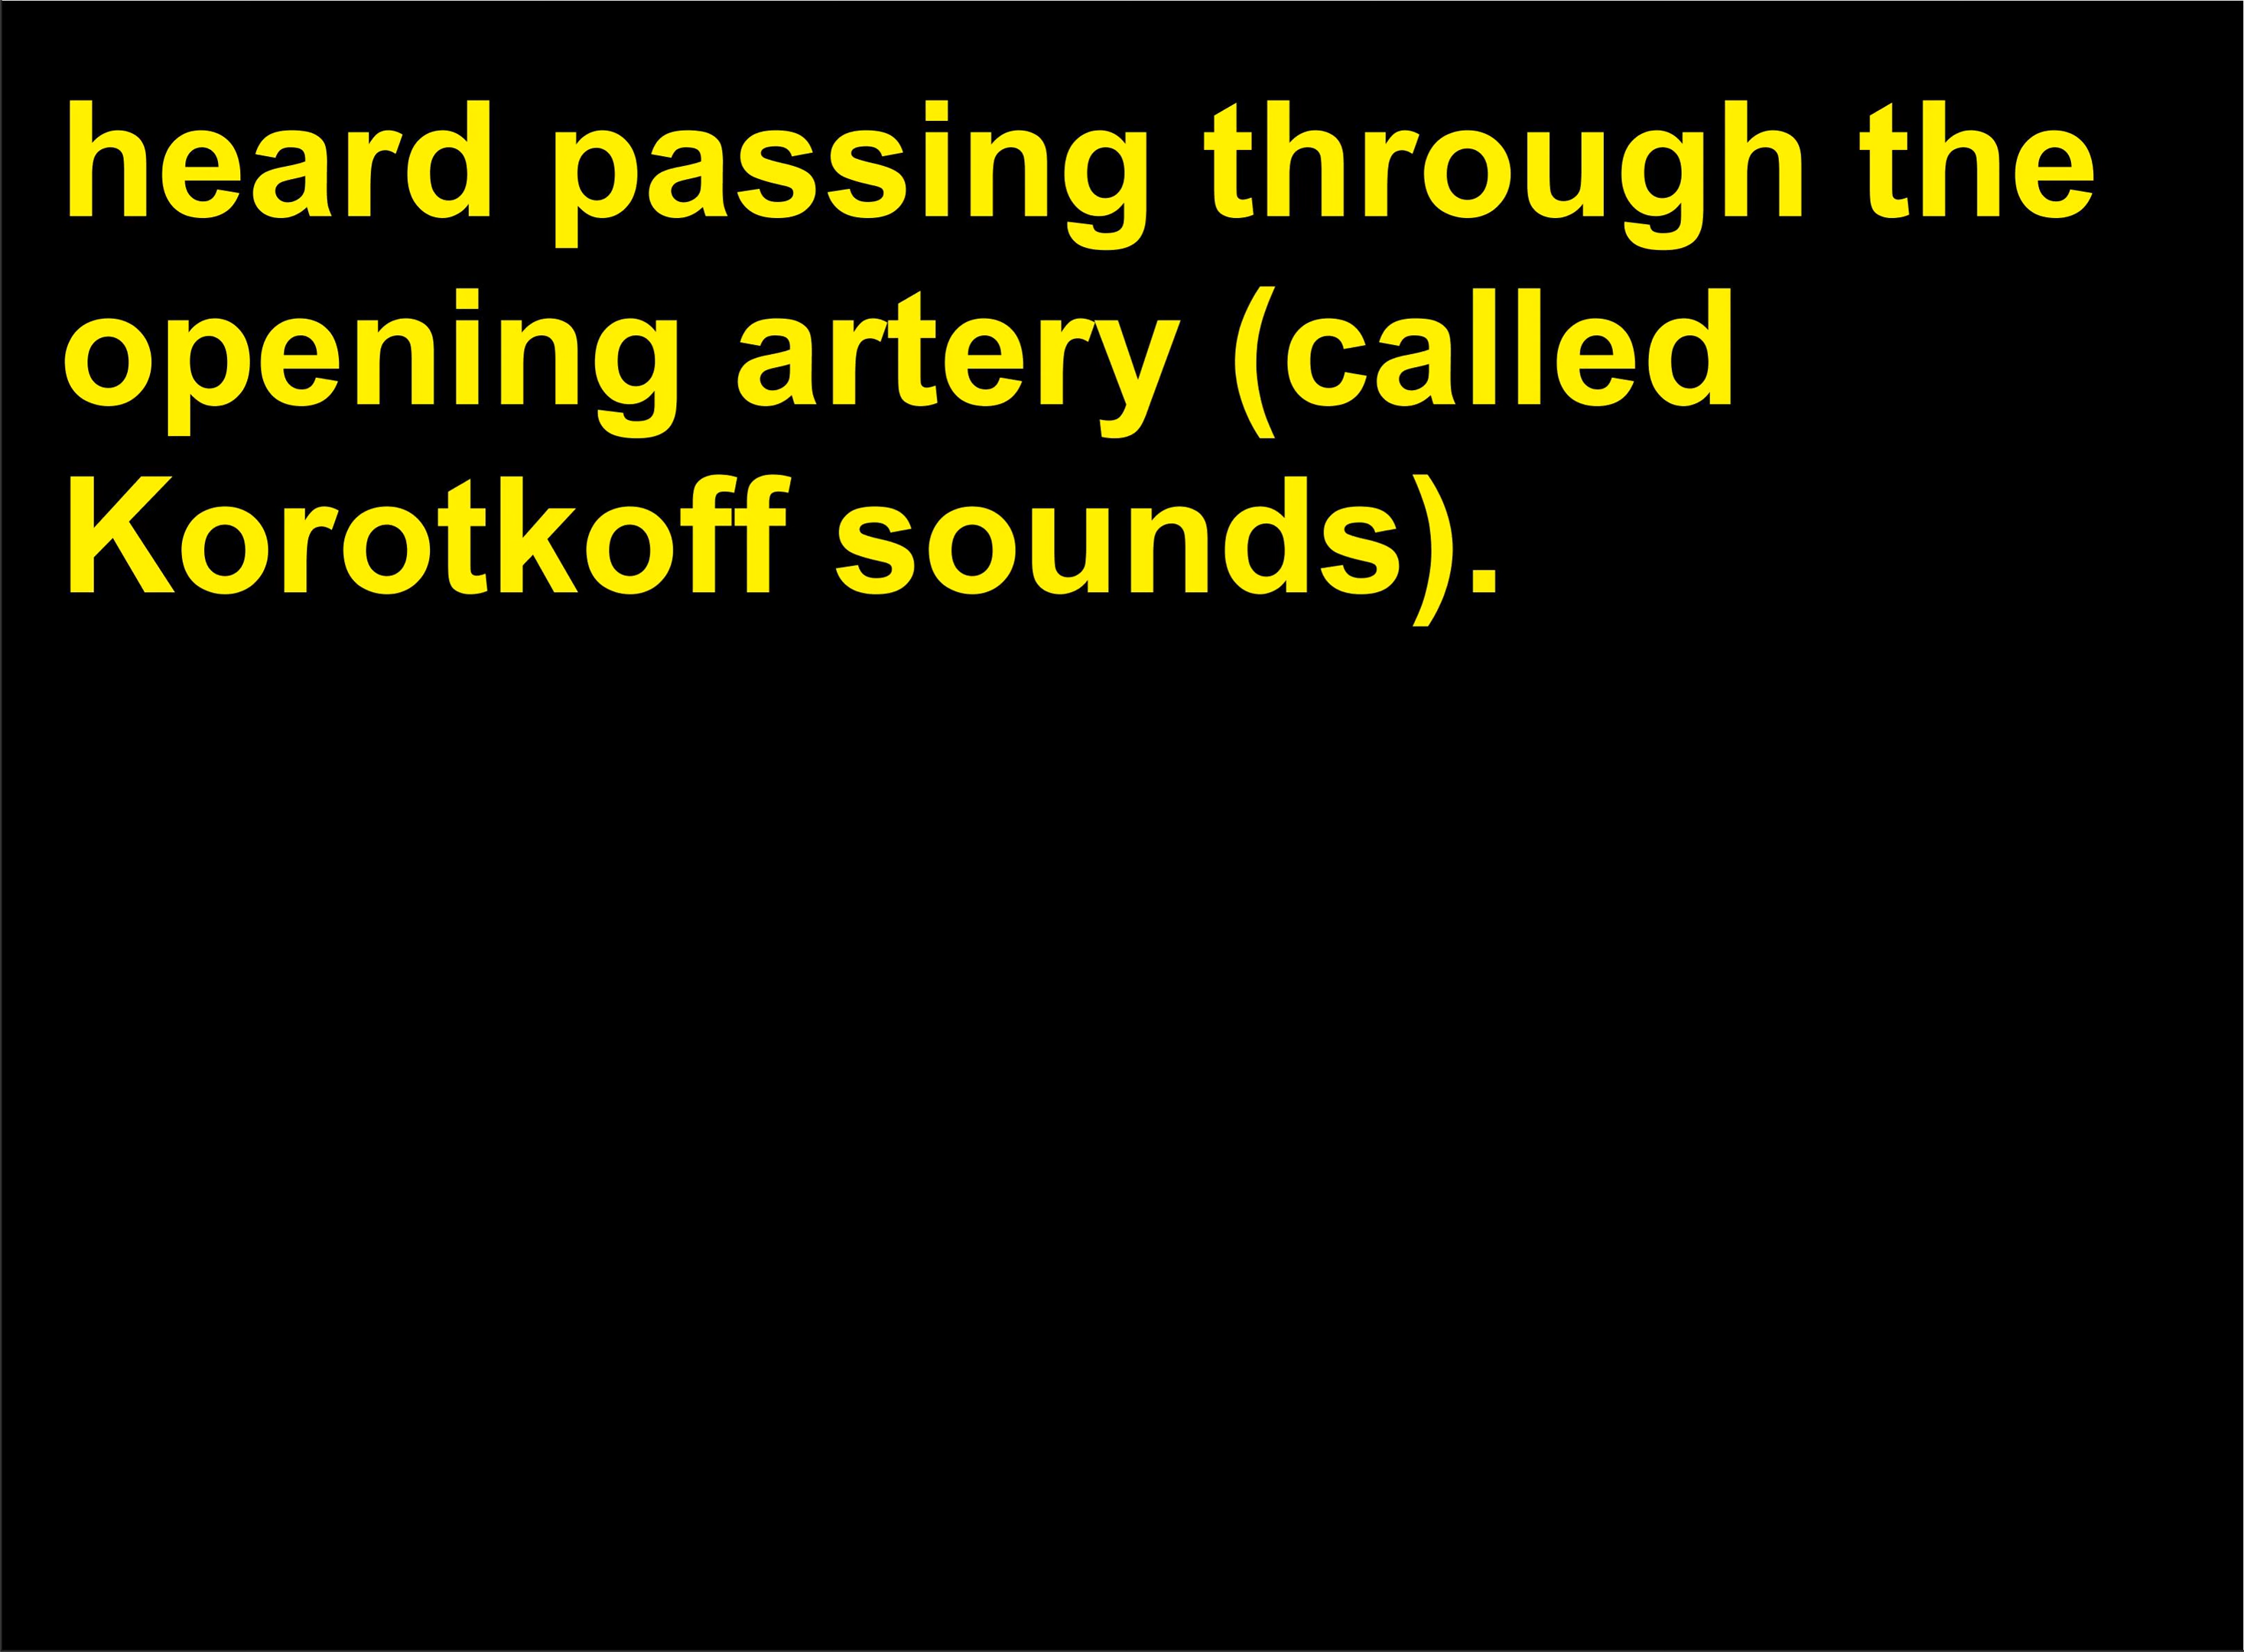 heard passing through the
opening artery (called
Korotkoff sounds).